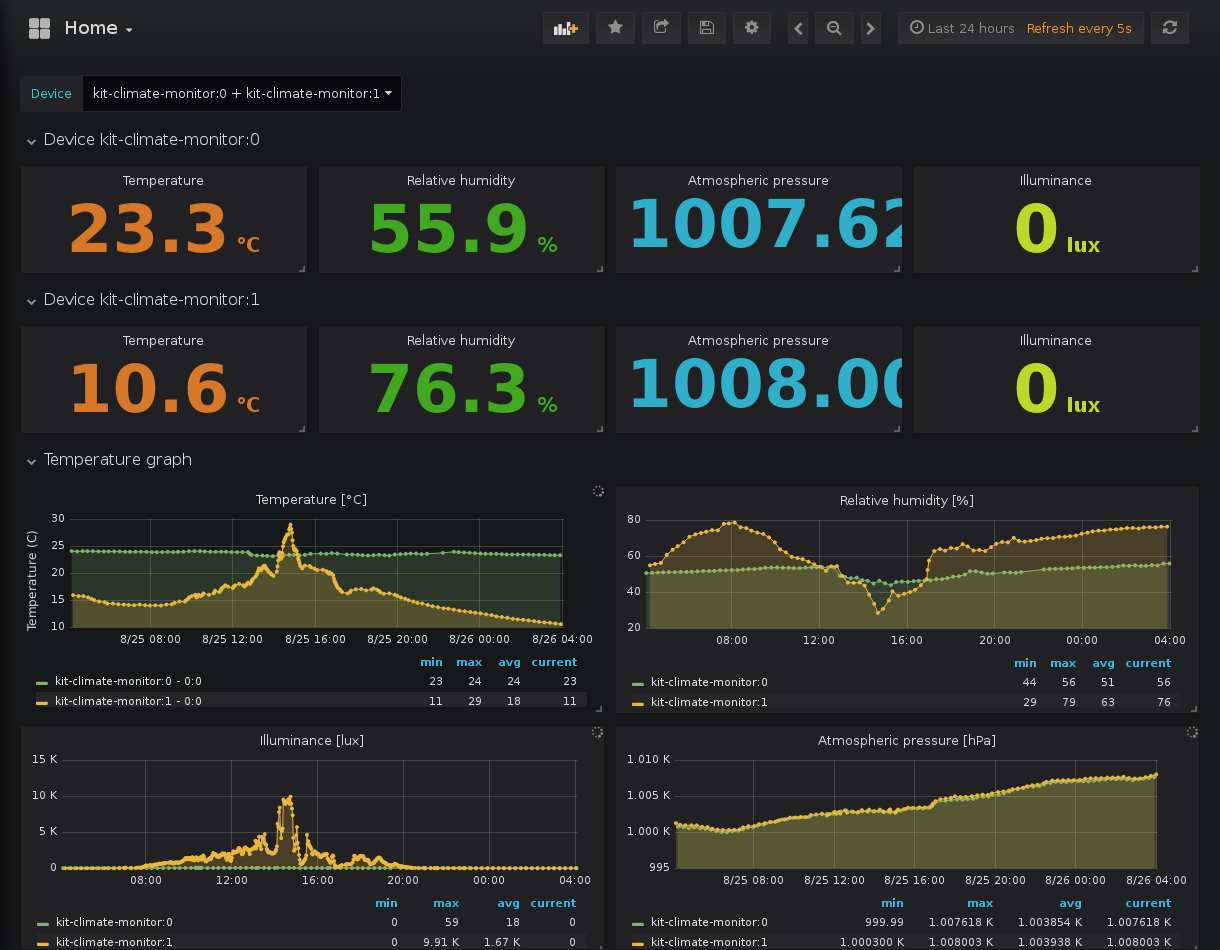 Home
Last 24 hours Refresh every 5s
Device kit-climate-monitor:0 + kit-climate-monitor:1
Device kit-climate-monitor:0
Temperature Relative humidity Atmospheric pressure Illuminance
23.3 °C 55.9 % 1007.62 0 lux
Device kit-climate-monitor:1
Temperature Relative humidity Atmospheric pressure Illuminance
10.6 °C 76.3 % 1008.00 0 lux
Temperature graph
Temperature [°C]
Temperature (C)
30
25
20
15
10
8/25 08:00 8/25 12:00 8/25 16:00 8/25 20:00 8/26 00:00 8/26 04:00
min max avg current
kit-climate-monitor:0 - 0:0 23 24 24 23
kit-climate-monitor:1 - 0:0 11 29 18 11
Relative humidity [%]
80
60
40
20
08:00 12:00 16:00 20:00 00:00 04:00
min max avg current
kit-climate-monitor:0 44 56 51 56
kit-climate-monitor:1 29 79 63 76
Illuminance [lux]
15 K
10 K
5 K
0
08:00 12:00 16:00 20:00 00:00 04:00
min max avg current
kit-climate-monitor:0 0 59 18 0
kit-climate-monitor:1 0 9.91 K 1.67 K 0
Atmospheric pressure [hPa]
1.010 K
1.005 K
1.000 K
995
8/25 08:00 8/25 12:00 8/25 16:00 8/25 20:00 8/26 00:00 8/26 04:00
min max avg current
kit-climate-monitor:0 999.99 1.007618 K 1.003854 K 1.007618 K
kit-climate-monitor:1 1.000300 K 1.008003 K 1.003938 K 1.008003 K